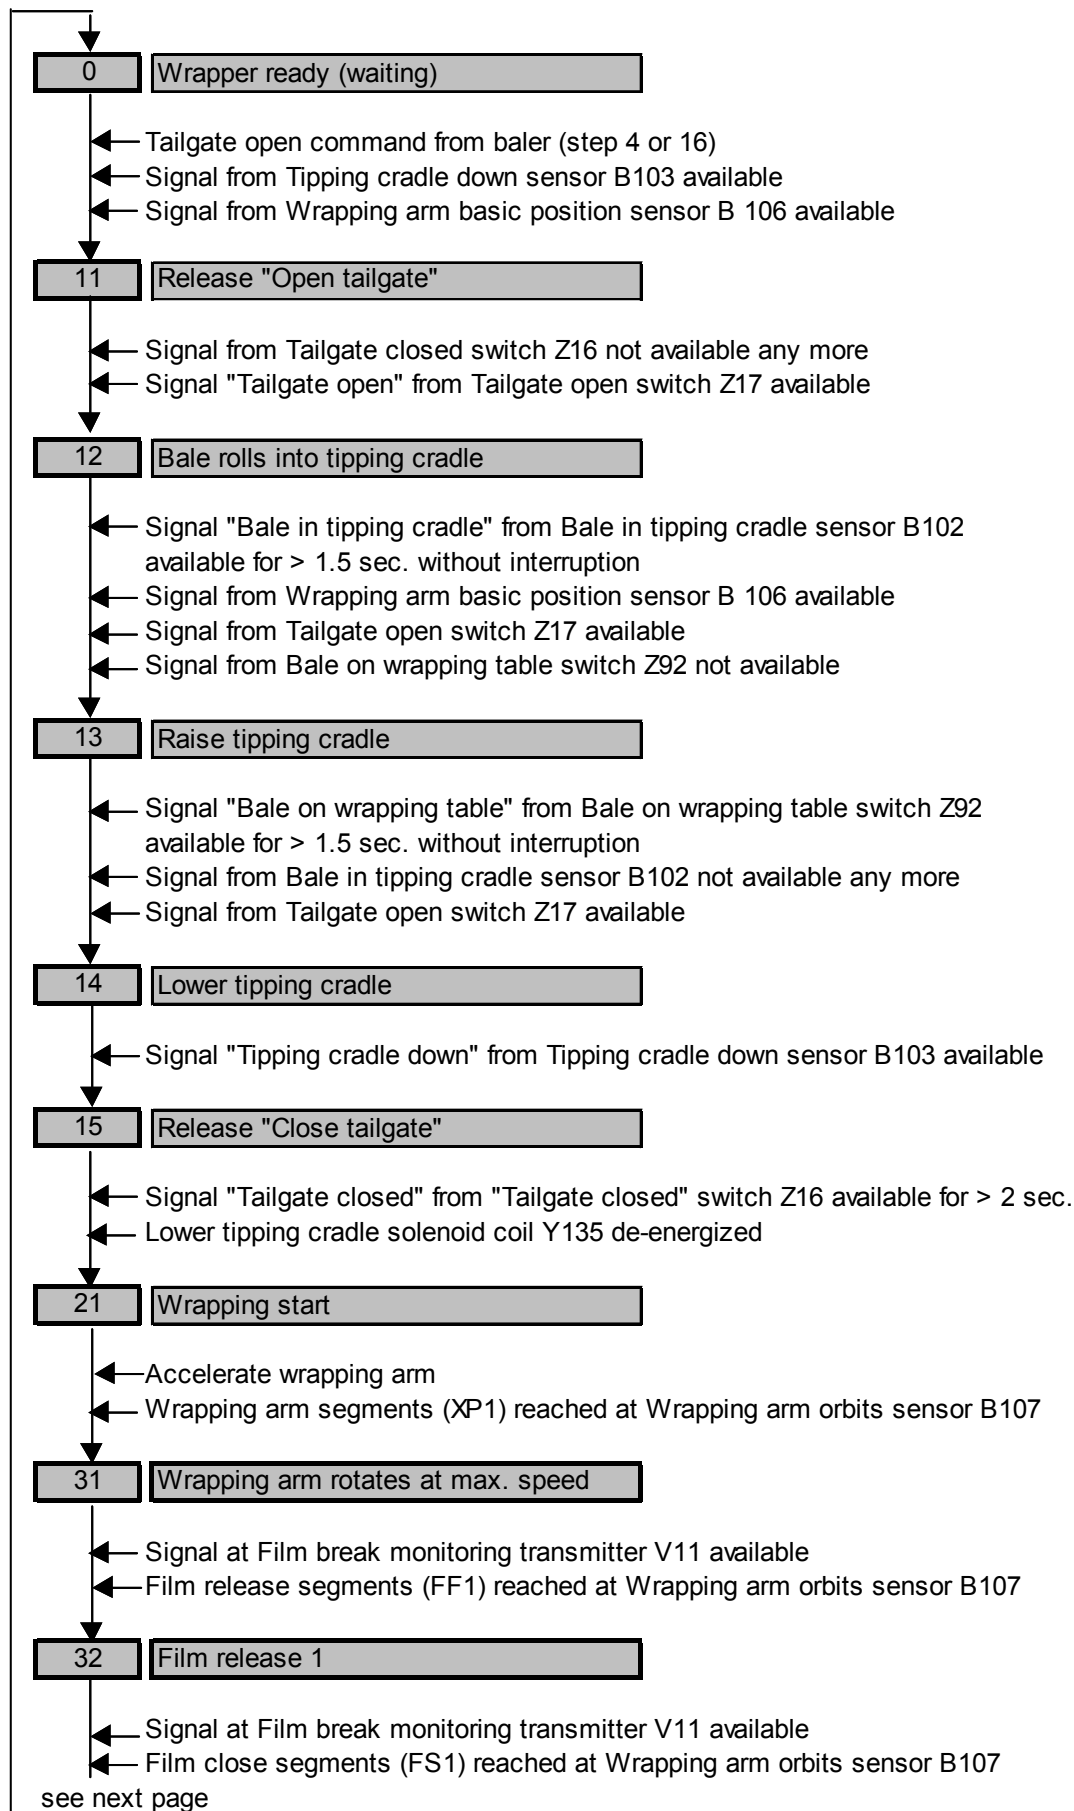 0 Wrapper ready (waiting)
Tailgate open command from baler (step 4 or 16)
Signal from Tipping cradle down sensor B103 available
Signal from Wrapping arm basic position sensor B 106 available
11 Release "Open tailgate"
Signal from Tailgate closed switch Z16 not available any more
Signal "Tailgate open" from Tailgate open switch Z17 available
12 Bale rolls into tipping cradle
Signal "Bale in tipping cradle" from Bale in tipping cradle sensor B102
available for > 1.5 sec. without interruption
Signal from Wrapping arm basic position sensor B 106 available
Signal from Tailgate open switch Z17 available
Signal from Bale on wrapping table switch Z92 not available
13 Raise tipping cradle
Signal "Bale on wrapping table" from Bale on wrapping table switch Z92
available for > 1.5 sec. without interruption
Signal from Bale in tipping cradle sensor B102 not available any more
Signal from Tailgate open switch Z17 available
14 Lower tipping cradle
Signal "Tipping cradle down" from Tipping cradle down sensor B103 available
15 Release "Close tailgate"
Signal "Tailgate closed" from "Tailgate closed" switch Z16 available for > 2 sec.
Lower tipping cradle solenoid coil Y135 de-energized
21 Wrapping start
Accelerate wrapping arm
Wrapping arm segments (XP1) reached at Wrapping arm orbits sensor B107
31 Wrapping arm rotates at max. speed
Signal at Film break monitoring transmitter V11 available
Film release segments (FF1) reached at Wrapping arm orbits sensor B107
32 Film release 1
Signal at Film break monitoring transmitter V11 available
Film close segments (FS1) reached at Wrapping arm orbits sensor B107
see next page